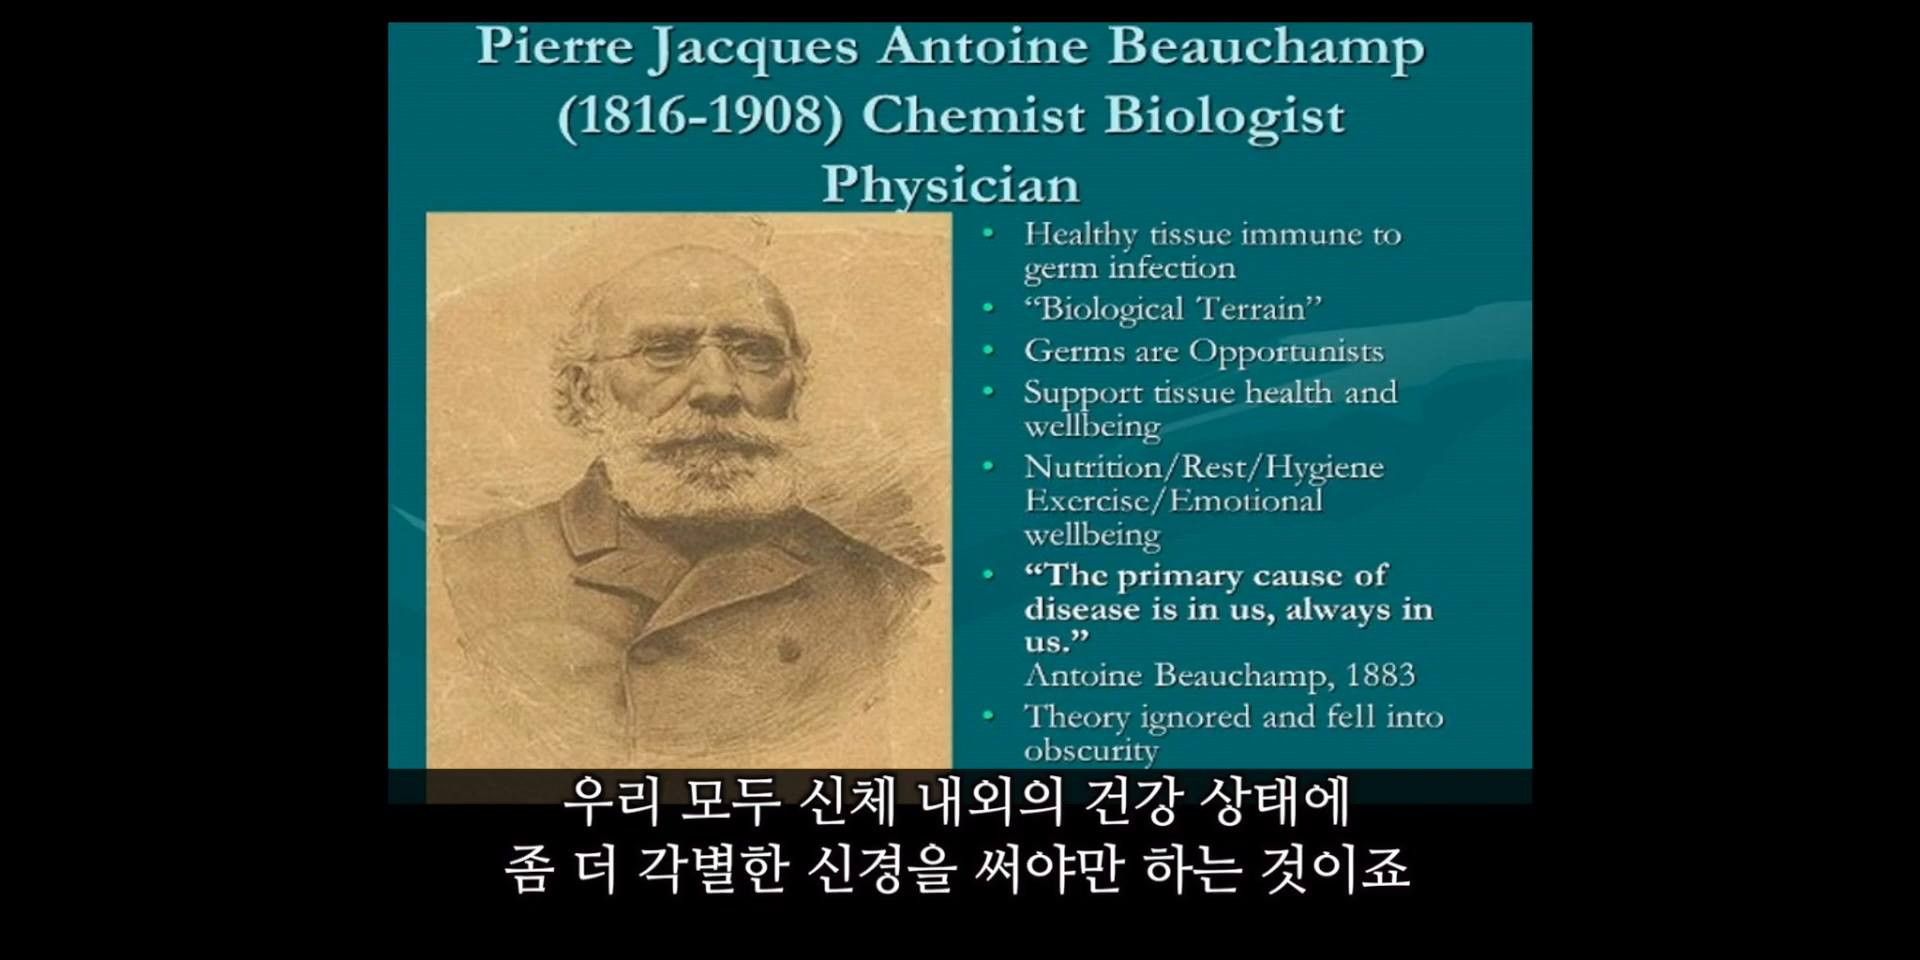 Pierre Jacques Antoine Beauchamp
(1816-1908) Chemist Biologist
Physician
• Healthy tissue immune to
germ infection
• “Biological Terrain”
• Germs are Opportunists
• Support tissue health and
wellbeing
• Nutrition/Rest/Hygiene
Exercise/Emotional
wellbeing
• “The primary cause of
disease is in us, always in
us.”
Antoine Beauchamp, 1883
• Theory ignored and fell into
obscurity
우리 모두 신체 내외의 건강 상태에
좀 더 각별한 신경을 써야만 하는 것이죠